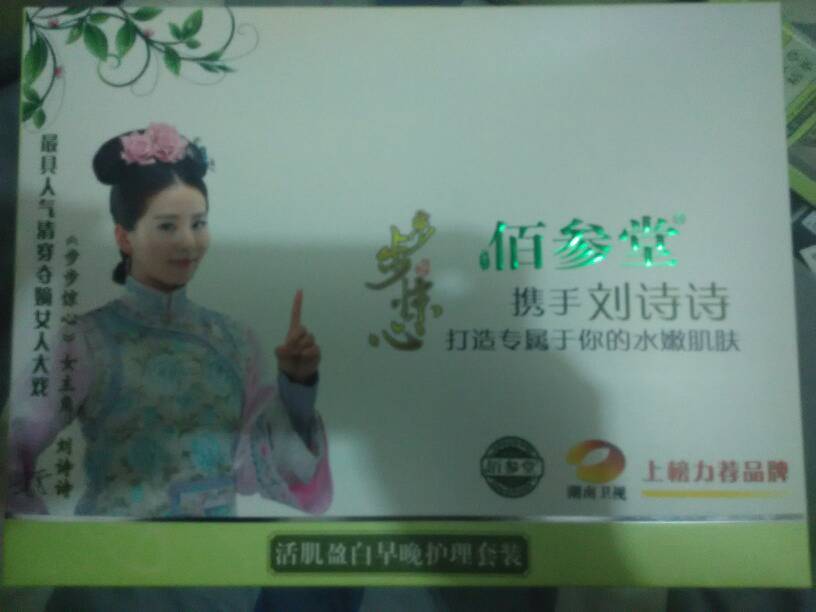 最具人气清穿夺嫡女人大戏
《步步惊心》女主角 刘诗诗
步步惊心
佰参堂
携手刘诗诗
打造专属于你的水嫩肌肤
佰参堂
湖南卫视
上榜力荐品牌
活肌盈白早晚护理套装